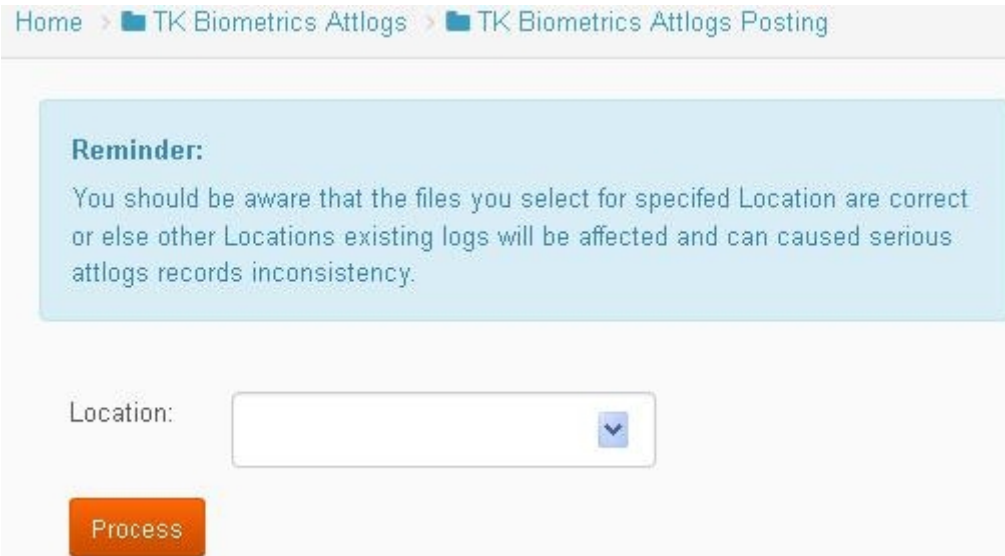 Home > TK Biometrics Attlogs > TK Biometrics Attlogs Posting
Reminder:
You should be aware that the files you select for specifed Location are correct
or else other Locations existing logs will be affected and can caused serious
attlogs records inconsistency.
Location:
Process